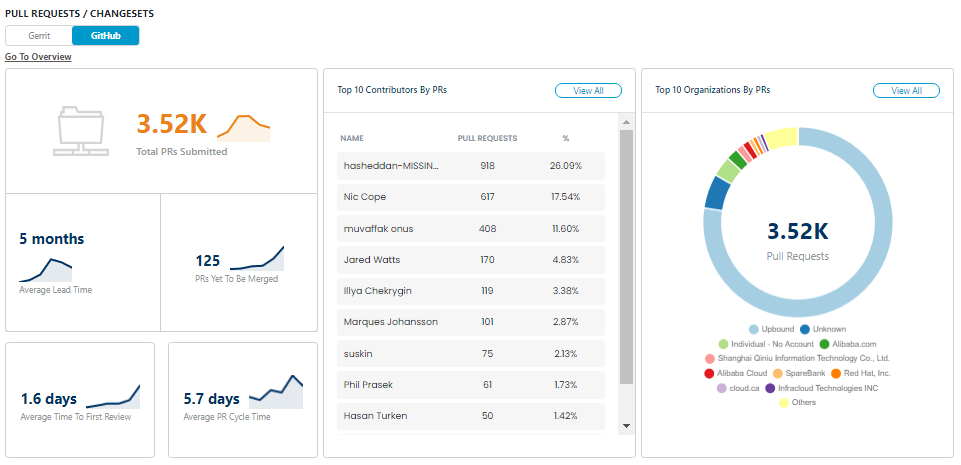 PULL REQUESTS / CHANGESETS
Gerrit GitHub
Go To Overview
3.52K
Total PRs Submitted
5 months
Average Lead Time
125
PRs Yet To Be Merged
1.6 days
Average Time To First Review
5.7 days
Average PR Cycle Time
Top 10 Contributors By PRs View All
NAME PULL REQUESTS %
hasheddan-MISSIN... 918 26.09%
Nic Cope 617 17.54%
muvaffak onus 408 11.60%
Jared Watts 170 4.83%
Illya Chekrygin 119 3.38%
Marques Johansson 101 2.87%
suskin 75 2.13%
Phil Prasek 61 1.73%
Hasan Turken 50 1.42%
Top 10 Organizations By PRs View All
3.52K
Pull Requests
Upbound Unknown
Individual - No Account Alibaba.com
Shanghai Qiniu Information Technology Co., Ltd.
Alibaba Cloud SpareBank Red Hat, Inc.
cloud.ca Infracloud Technologies INC
Others